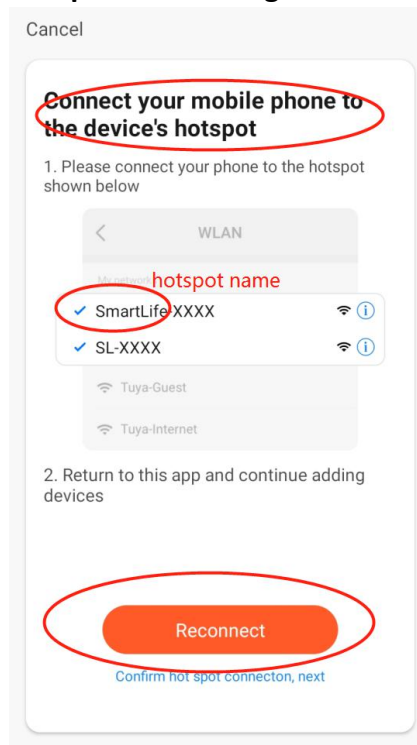 Cancel
Connect your mobile phone to
the device's hotspot
1. Please connect your phone to the hotspot
shown below
WLAN
hotspot name
SmartLife-XXXX
SL-XXXX
Tuya-Guest
Tuya-Internet
2. Return to this app and continue adding
devices
Reconnect
Confirm hot spot connecton, next